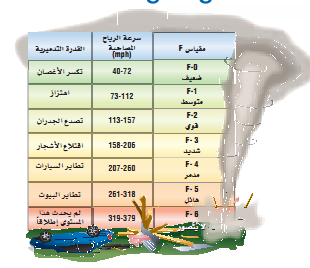 مقياس F سرعة الرياح المصاحبة (mph) القدرة التدميرية
F-0 ضعيف 40-72 تكسر الأغصان
F-1 متوسط 73-112 اهتزاز
F-2 قوي 113-157 تصدع الجدران
F-3 شديد 158-206 اقتلاع الأشجار
F-4 مدمر 207-260 تطاير السيارات
F-5 هائل 261-318 تطاير البيوت
F-6 لا يتصور 319-379 لم يحدث هذا المستوى إطلاقا